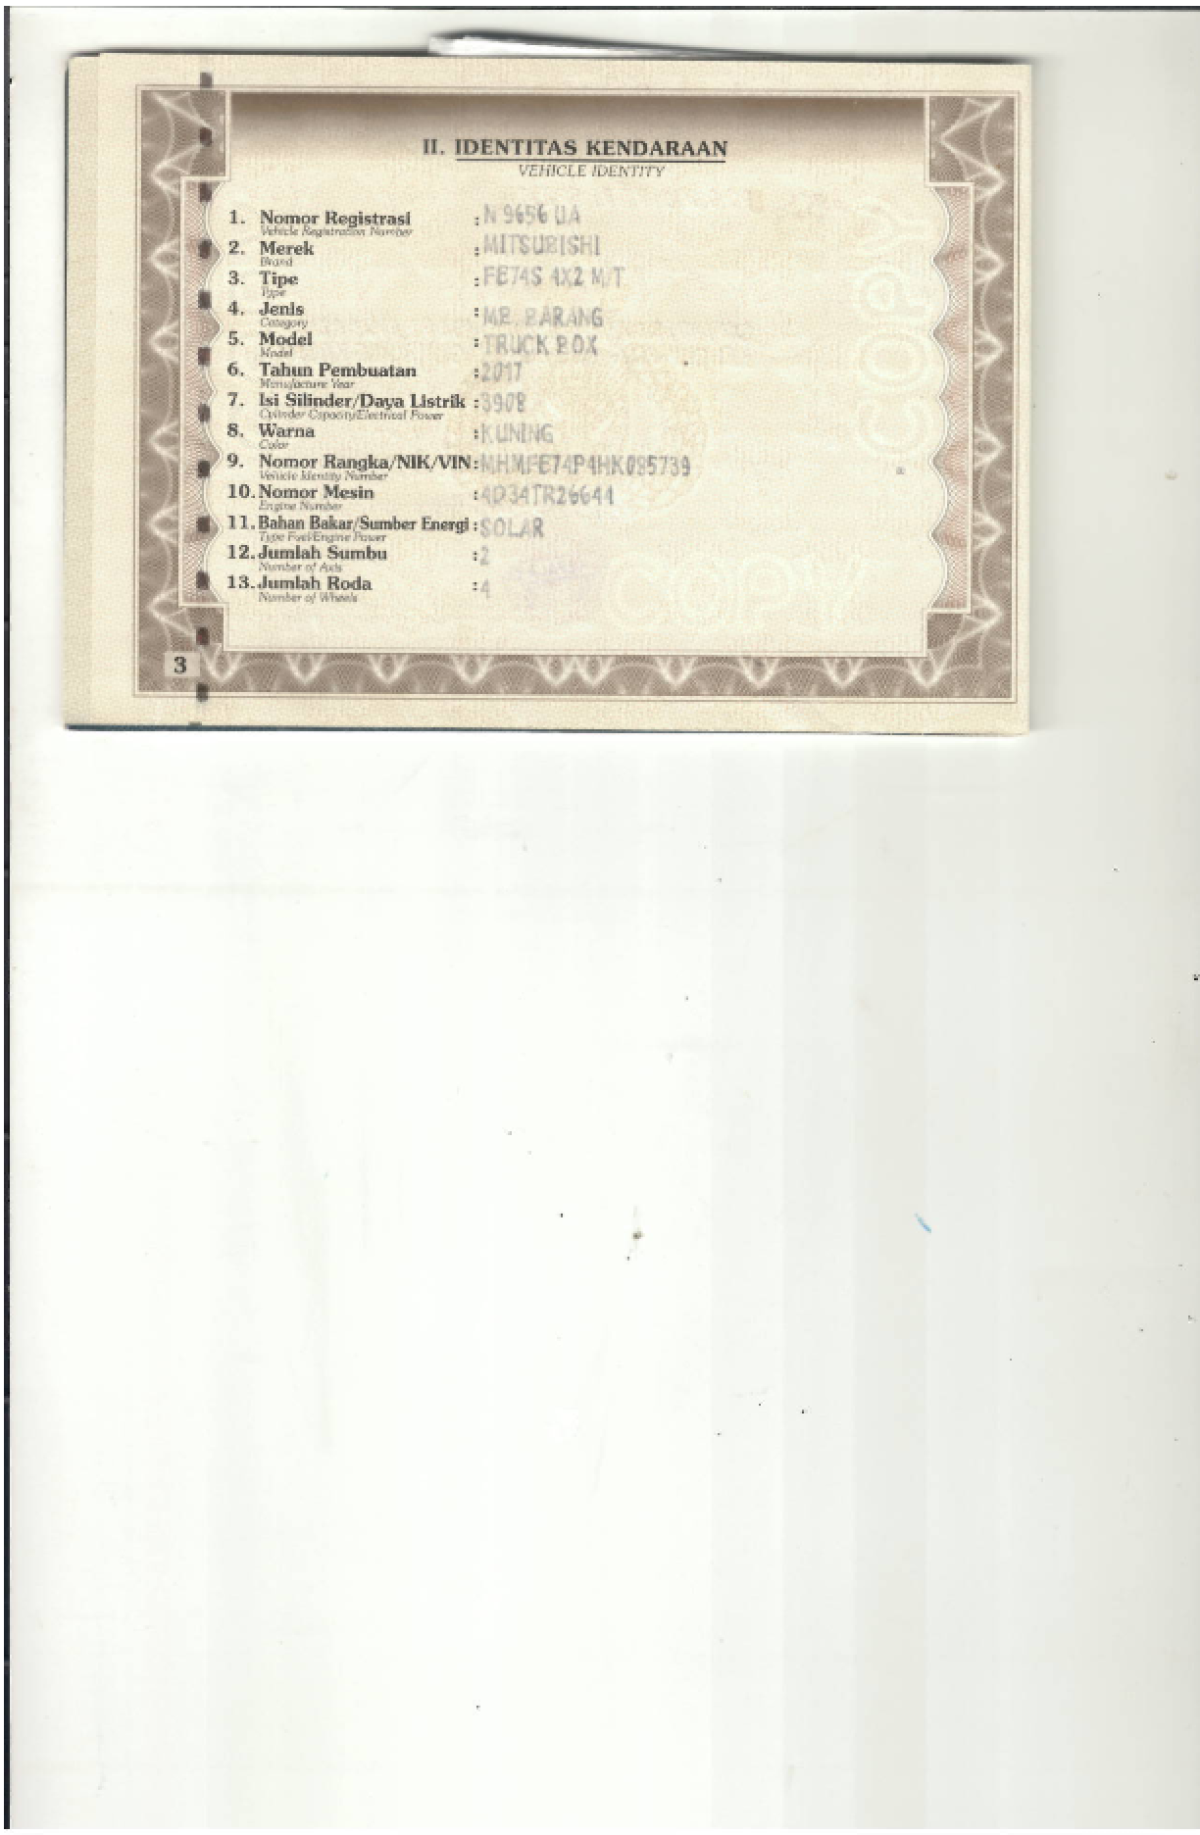 II. IDENTITAS KENDARAAN
VEHICLE IDENTITY
1. Nomor Registrasi : N 9656 UA
Vehicle Registration Number
2. Merek : MITSUBISHI
Brand
3. Tipe : FE74S 4X2 M/T
Type
4. Jenis : MB. BARANG
Category
5. Model : TRUCK BOX
Model
6. Tahun Pembuatan : 2017
Manufacture Year
7. Isi Silinder/Daya Listrik : 3908
Cylinder Capacity/Electrical Power
8. Warna : KUNING
Color
9. Nomor Rangka/NIK/VIN : MHMFE74P4HK085739
Vehicle Identity Number
10. Nomor Mesin : 4D34TR26644
Engine Number
11. Bahan Bakar/Sumber Energi : SOLAR
Type Fuel/Engine Power
12. Jumlah Sumbu : 2
Number of Axis
13. Jumlah Roda : 4
Number of Wheels
3